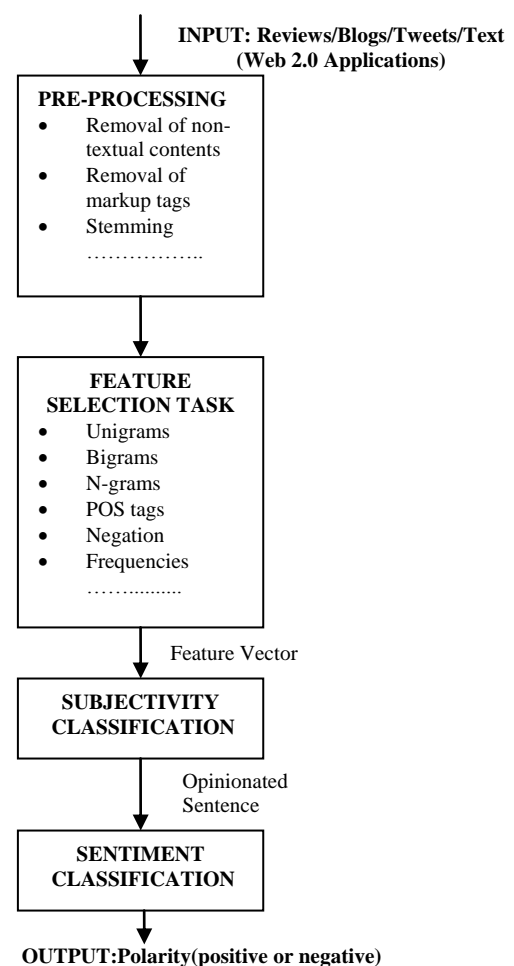 INPUT: Reviews/Blogs/Tweets/Text
(Web 2.0 Applications)
PRE-PROCESSING
• Removal of non-
textual contents
• Removal of
markup tags
• Stemming
……………..
FEATURE
SELECTION TASK
• Unigrams
• Bigrams
• N-grams
• POS tags
• Negation
• Frequencies
……..........
Feature Vector
SUBJECTIVITY
CLASSIFICATION
Opinionated
Sentence
SENTIMENT
CLASSIFICATION
OUTPUT:Polarity(positive or negative)